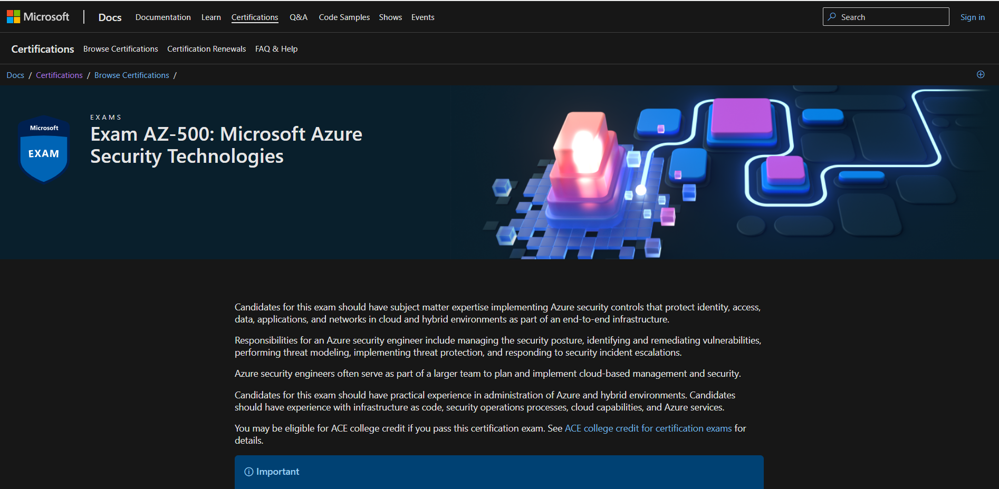 Microsoft Docs Documentation Learn Certifications Q&A Code Samples Shows Events Search Sign in
Certifications Browse Certifications Certification Renewals FAQ & Help
Docs / Certifications / Browse Certifications /
Microsoft
EXAM
EXAMS
Exam AZ-500: Microsoft Azure
Security Technologies
Candidates for this exam should have subject matter expertise implementing Azure security controls that protect identity, access,
data, applications, and networks in cloud and hybrid environments as part of an end-to-end infrastructure.
Responsibilities for an Azure security engineer include managing the security posture, identifying and remediating vulnerabilities,
performing threat modeling, implementing threat protection, and responding to security incident escalations.
Azure security engineers often serve as part of a larger team to plan and implement cloud-based management and security.
Candidates for this exam should have practical experience in administration of Azure and hybrid environments. Candidates
should have experience with infrastructure as code, security operations processes, cloud capabilities, and Azure services.
You may be eligible for ACE college credit if you pass this certification exam. See ACE college credit for certification exams for
details.
Important